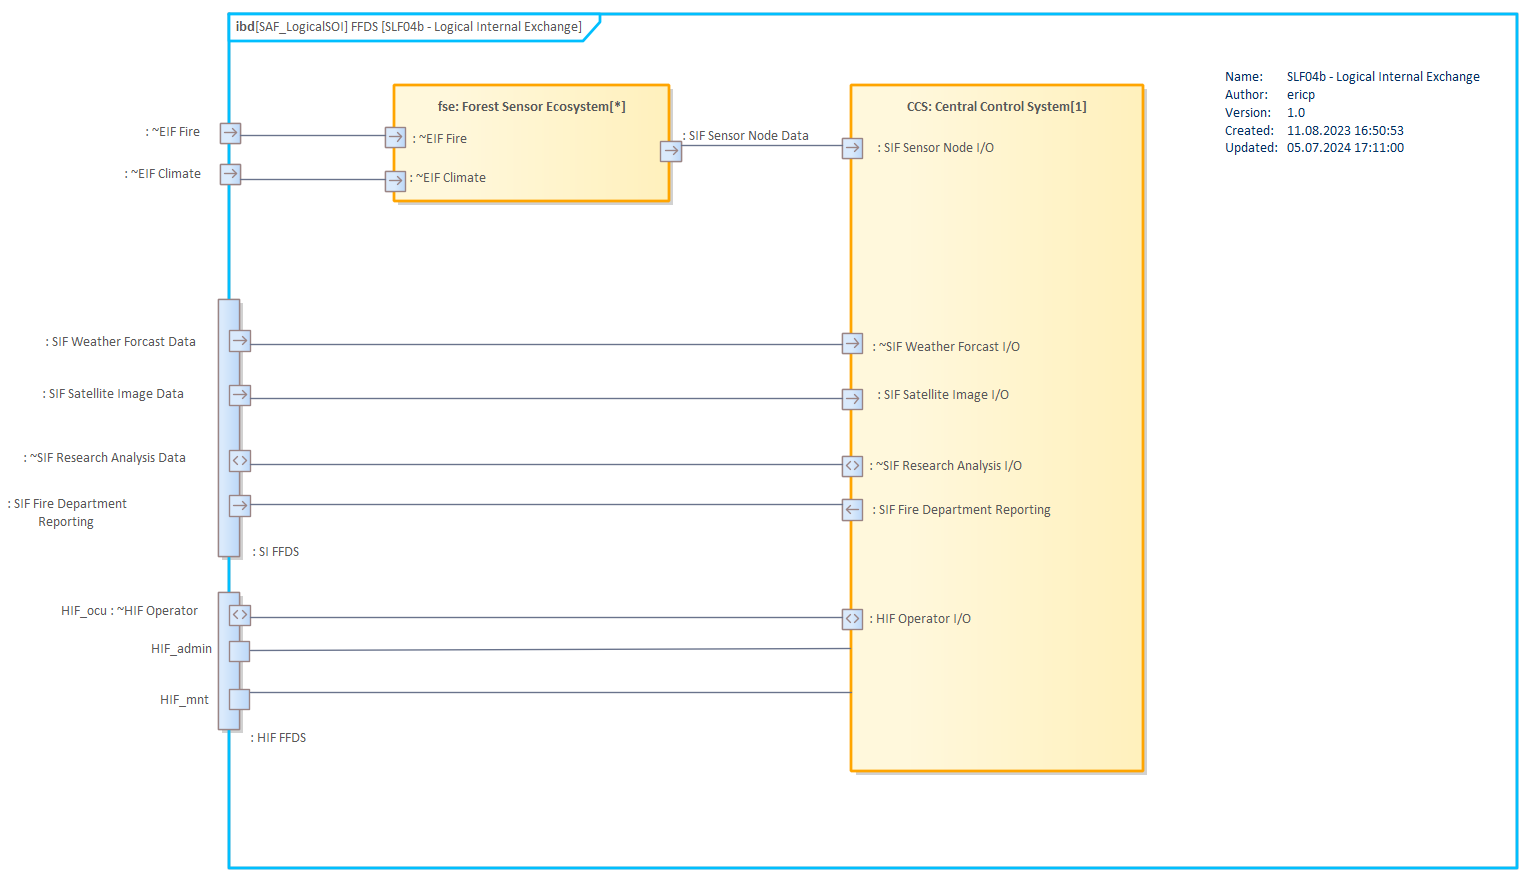 ibd[SAF_LogicalSOI] FFDS [SLF04b - Logical Internal Exchange]
Name: SLF04b - Logical Internal Exchange
Author: ericp
Version: 1.0
Created: 11.08.2023 16:50:53
Updated: 05.07.2024 17:11:00
fse: Forest Sensor Ecosystem[*]
CCS: Central Control System[1]
: ~EIF Fire
: ~EIF Fire
: SIF Sensor Node Data
: SIF Sensor Node I/O
: ~EIF Climate
: ~EIF Climate
: SIF Weather Forcast Data
: ~SIF Weather Forcast I/O
: SIF Satellite Image Data
: SIF Satellite Image I/O
: ~SIF Research Analysis Data
: ~SIF Research Analysis I/O
: SIF Fire Department
Reporting
: SIF Fire Department Reporting
: SI FFDS
HIF_ocu : ~HIF Operator
: HIF Operator I/O
HIF_admin
HIF_mnt
: HIF FFDS